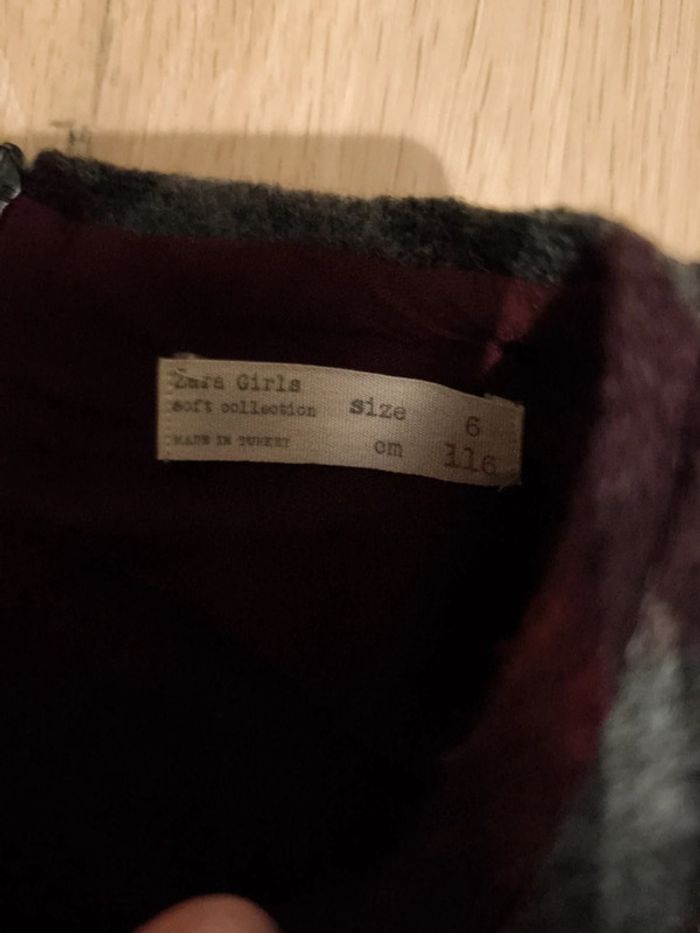 Zara Girls
soft collection
MADE IN TURKEY
size 6
cm 116